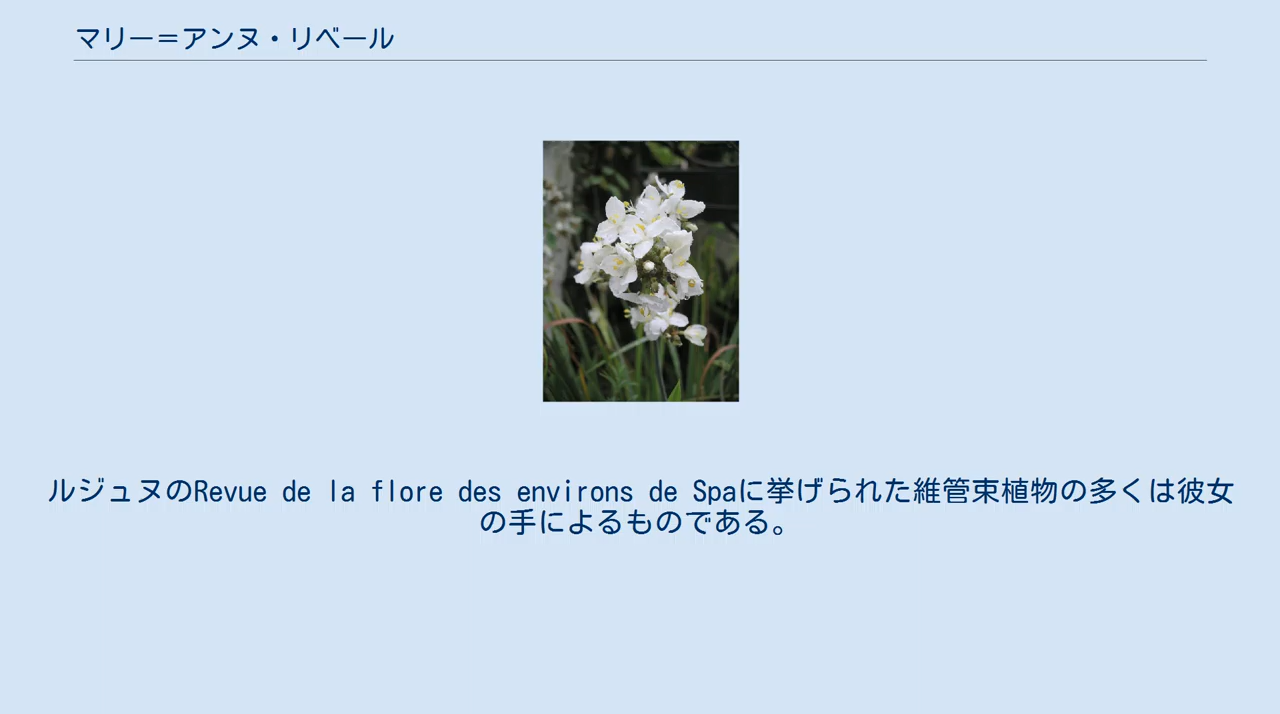 マリー＝アンヌ・リベール
ルジュヌのRevue de la flore des environs de Spaに挙げられた維管束植物の多くは彼女
の手によるものである。